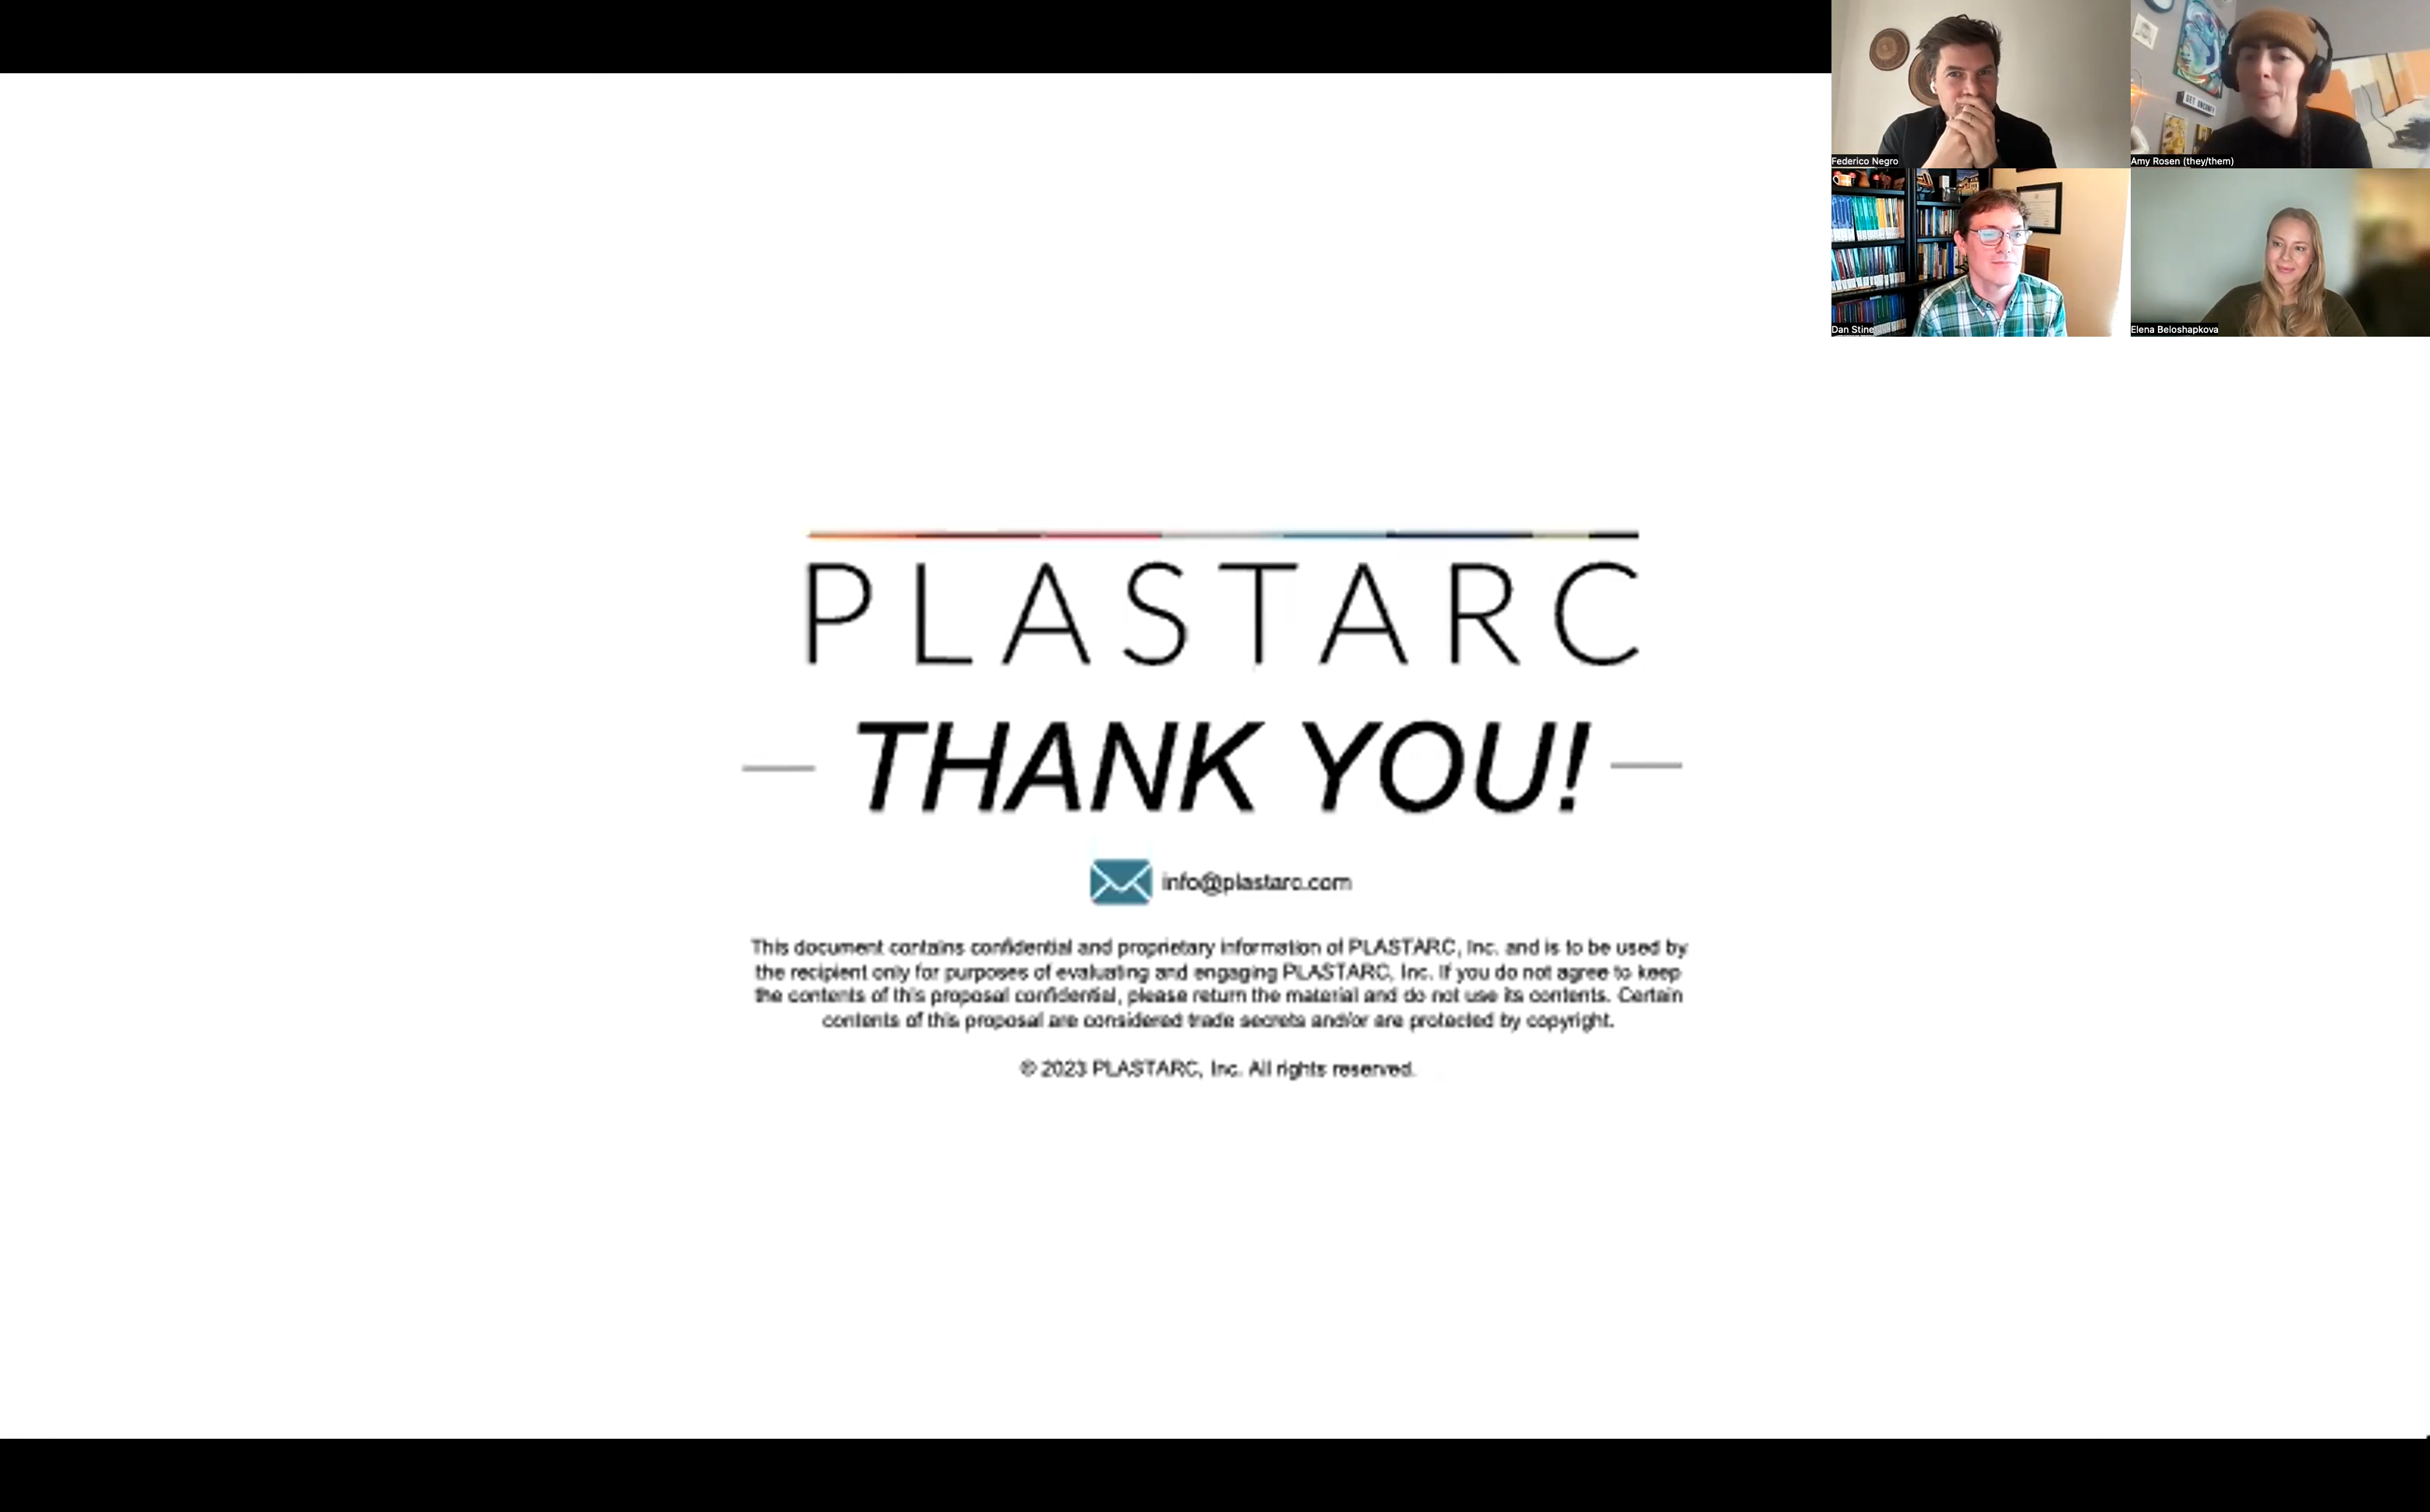 Federico Negro
Amy Rosen (they/them)
GET UNCOMFY
Dan Stine
Elena Beloshapkova
PLASTARC
THANK YOU!
info@plastarc.com
This document contains confidential and proprietary information of PLASTARC, Inc. and is to be used by
the recipient only for purposes of evaluating and engaging PLASTARC, Inc. If you do not agree to keep
the contents of this proposal confidential, please return the material and do not use its contents. Certain
contents of this proposal are considered trade secrets and/or are protected by copyright.
© 2023 PLASTARC, Inc. All rights reserved.